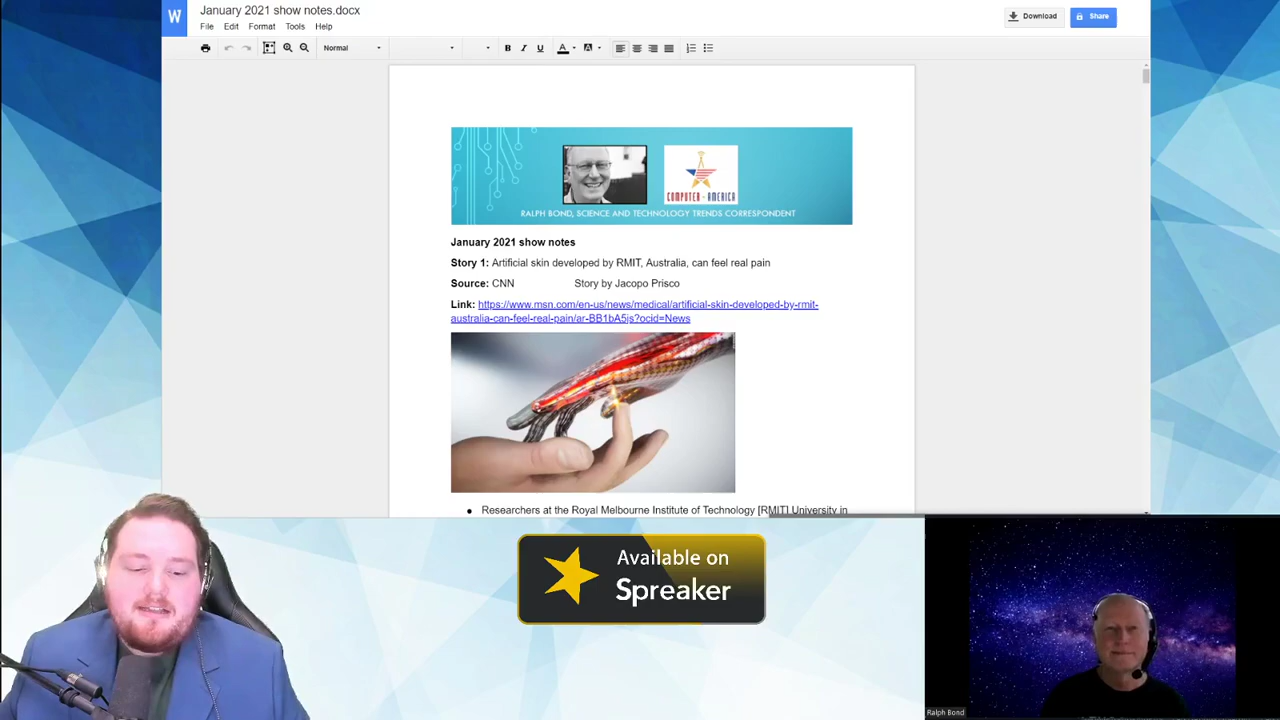 January 2021 show notes.docx
File Edit Format Tools Help
Download
Share
W
Normal
B I U A A
COMPUTER AMERICA
RALPH BOND, SCIENCE AND TECHNOLOGY TRENDS CORRESPONDENT
January 2021 show notes
Story 1: Artificial skin developed by RMIT, Australia, can feel real pain
Source: CNN Story by Jacopo Prisco
Link: https://www.msn.com/en-us/news/medical/artificial-skin-developed-by-rmit-
australia-can-feel-real-pain/ar-BB1bA5js?ocid=News
• Researchers at the Royal Melbourne Institute of Technology [RMIT] University in
Available on
Spreaker
Ralph Bond